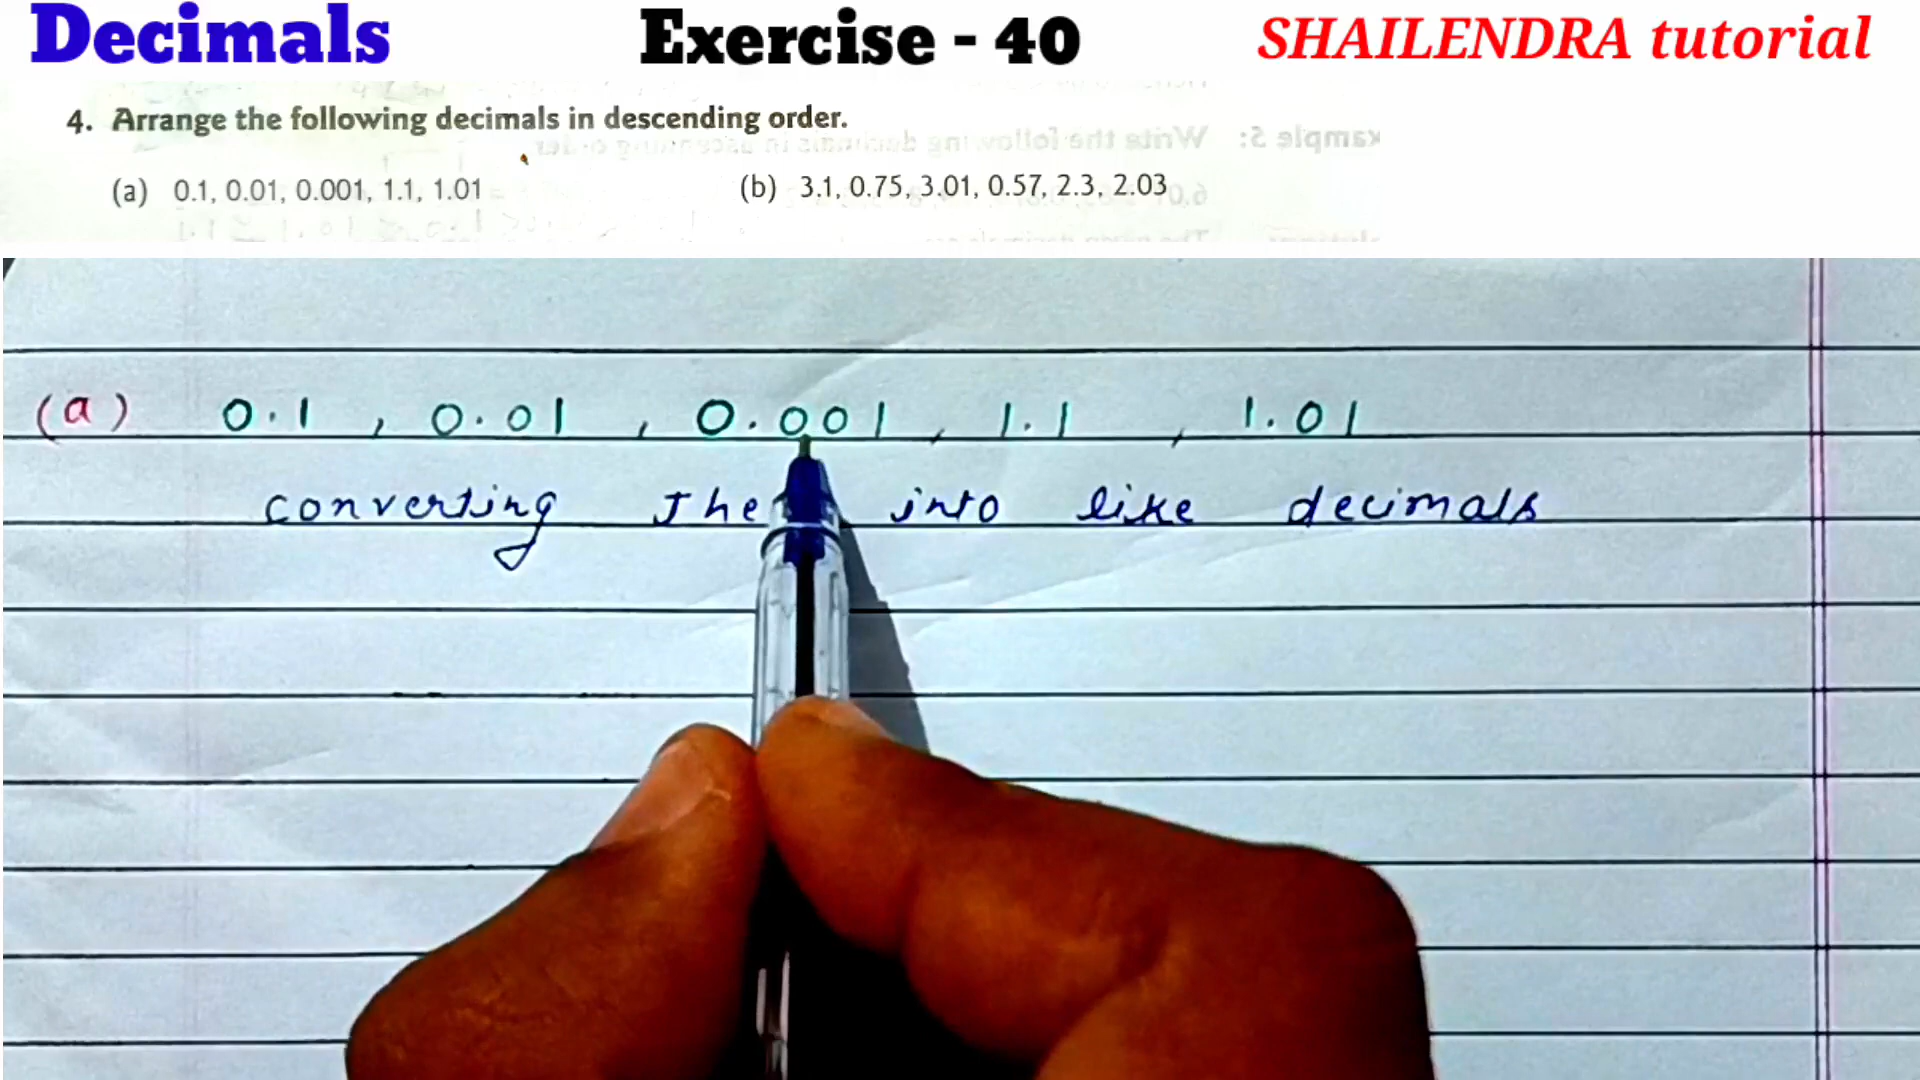 Decimals Exercise - 40 SHAILENDRA tutorial
4. Arrange the following decimals in descending order.
(a) 0.1, 0.01, 0.001, 1.1, 1.01 (b) 3.1, 0.75, 3.01, 0.57, 2.3, 2.03
(a) 0.1 , 0.01 , 0.001 , 1.1 , 1.01
converting the into like decimals